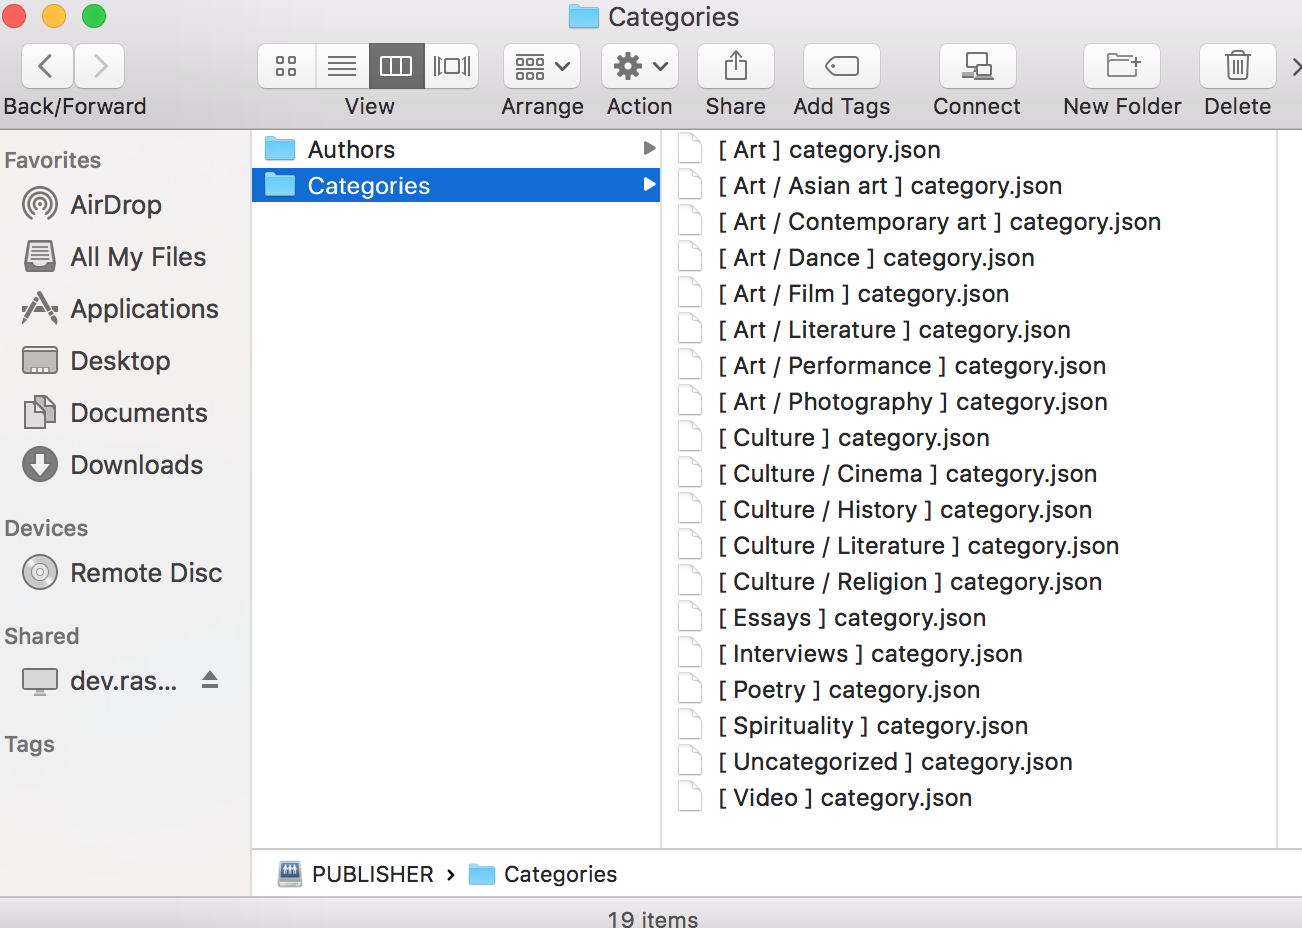 Categories
Back/Forward
View
Arrange
Action
Share
Add Tags
Connect
New Folder
Delete
Favorites
AirDrop
All My Files
Applications
Desktop
Documents
Downloads
Devices
Remote Disc
Shared
dev.ras...
Tags
Authors
Categories
[ Art ] category.json
[ Art / Asian art ] category.json
[ Art / Contemporary art ] category.json
[ Art / Dance ] category.json
[ Art / Film ] category.json
[ Art / Literature ] category.json
[ Art / Performance ] category.json
[ Art / Photography ] category.json
[ Culture ] category.json
[ Culture / Cinema ] category.json
[ Culture / History ] category.json
[ Culture / Literature ] category.json
[ Culture / Religion ] category.json
[ Essays ] category.json
[ Interviews ] category.json
[ Poetry ] category.json
[ Spirituality ] category.json
[ Uncategorized ] category.json
[ Video ] category.json
PUBLISHER › Categories
19 items